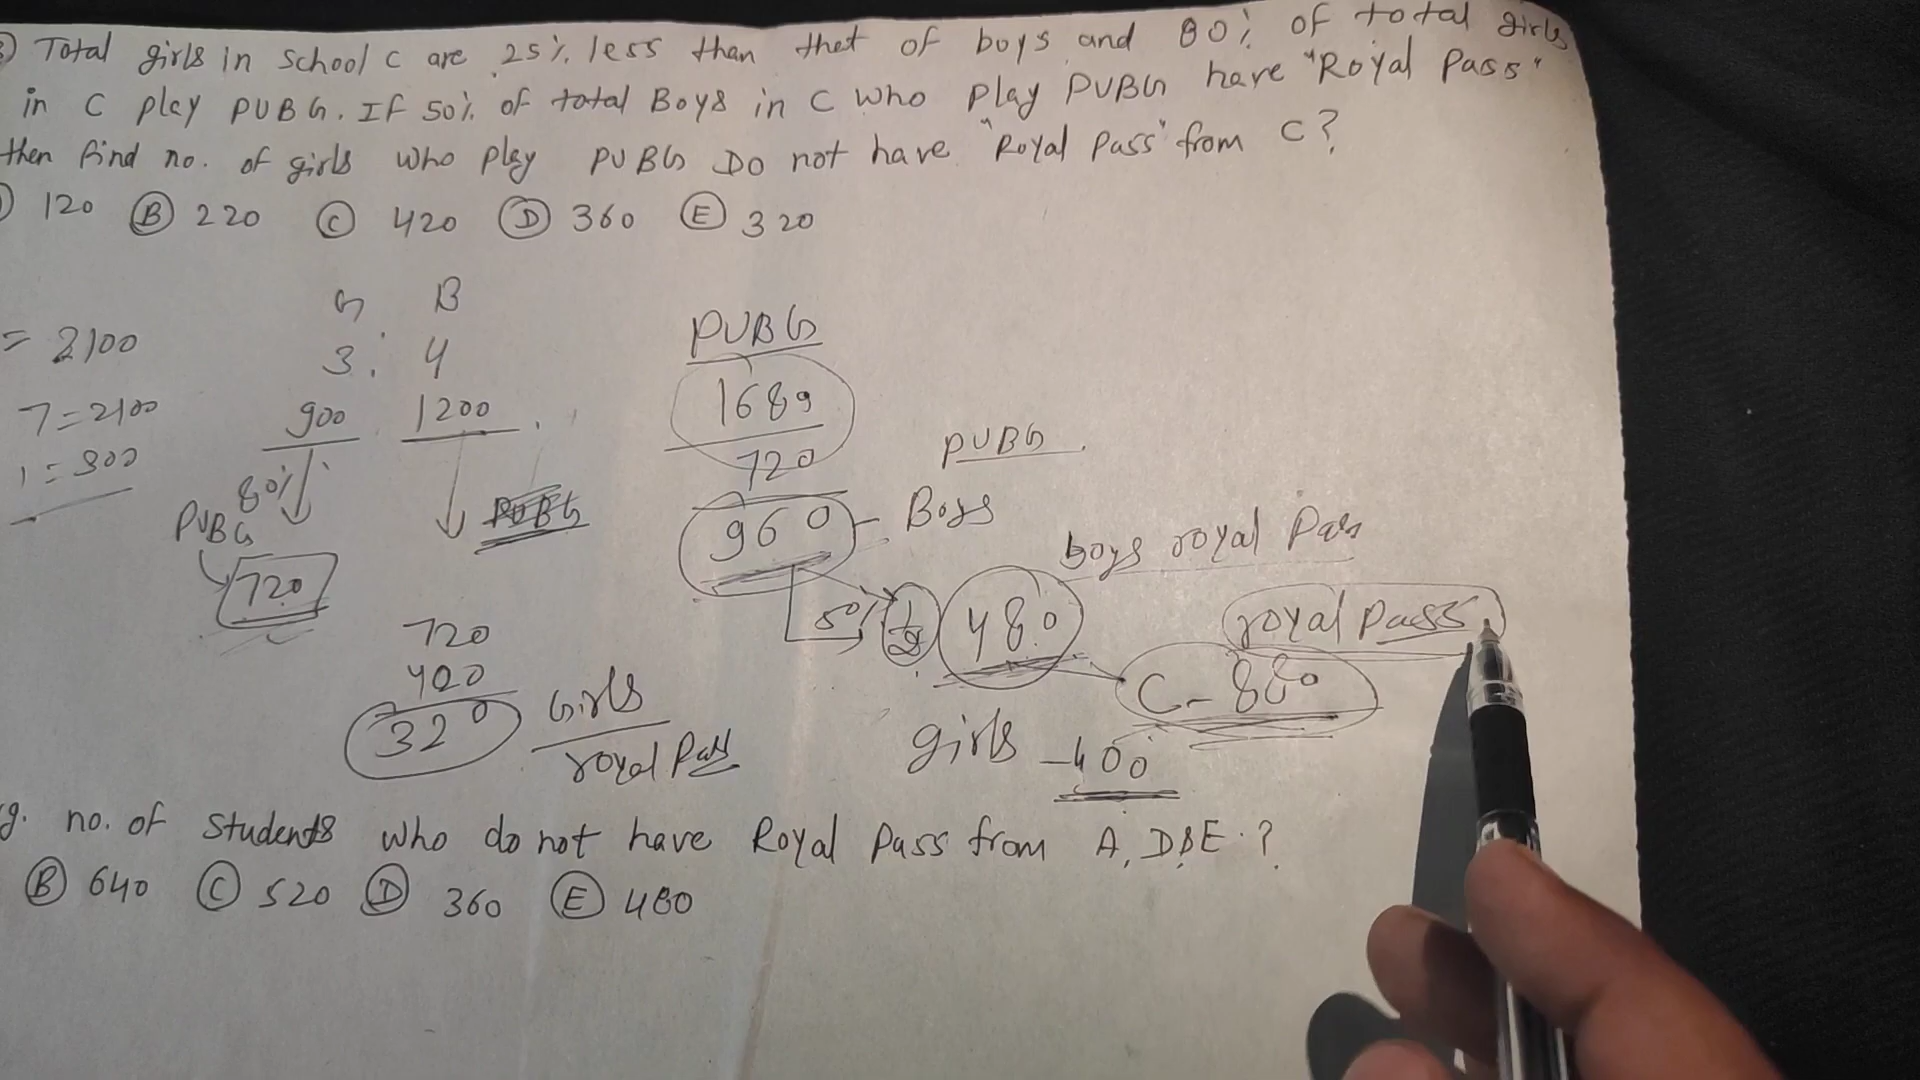 Total girls in School C are 25% less than thet of boys and 80% of total girls
in C play PUBG. If 50% of total Boys in C who play PUBG have "Royal Pass"
then find no. of girls who play PUBG Do not have "Royal Pass" from C?
120 (B) 220 (C) 420 (D) 360 (E) 320
G B
= 2100
3 : 4
7 = 2100
900 1200
1 = 300
80%
PUBG
720
PUBG
PUBG
1680
720
960 - Boys
PUBG
boys royal Pass
50% 1/2 480
royal Pass
C - 880
girls - 400
720
400
320 Girls
royal Pass
g. no. of Students who do not have Royal Pass from A, D & E ?
(B) 640 (C) 520 (D) 360 (E) 480